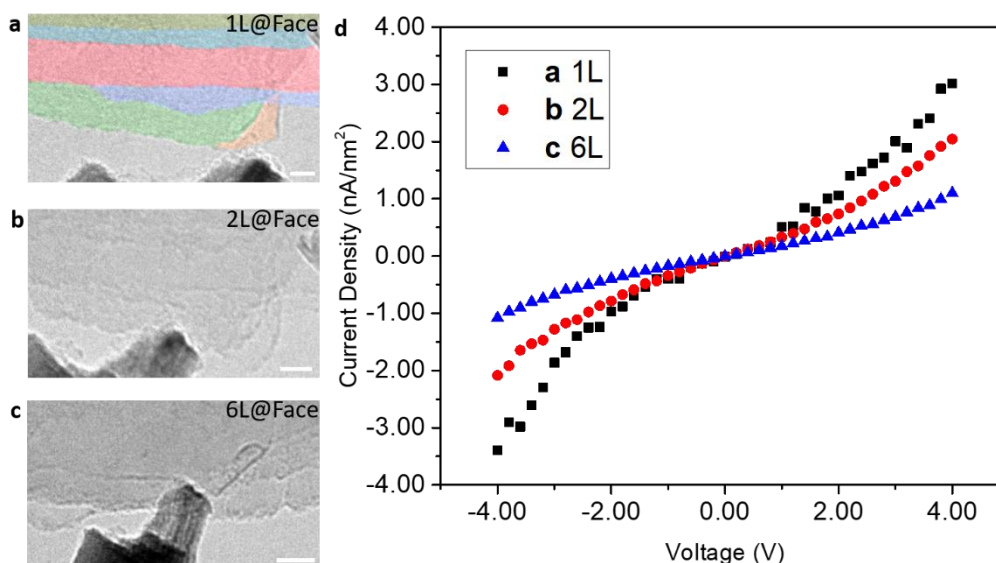 a
1L@Face
b
2L@Face
c
6L@Face
d
4.00
3.00
2.00
1.00
0.00
-1.00
-2.00
-3.00
-4.00
Current Density (nA/nm²)
a 1L
b 2L
c 6L
-4.00 -2.00 0.00 2.00 4.00
Voltage (V)